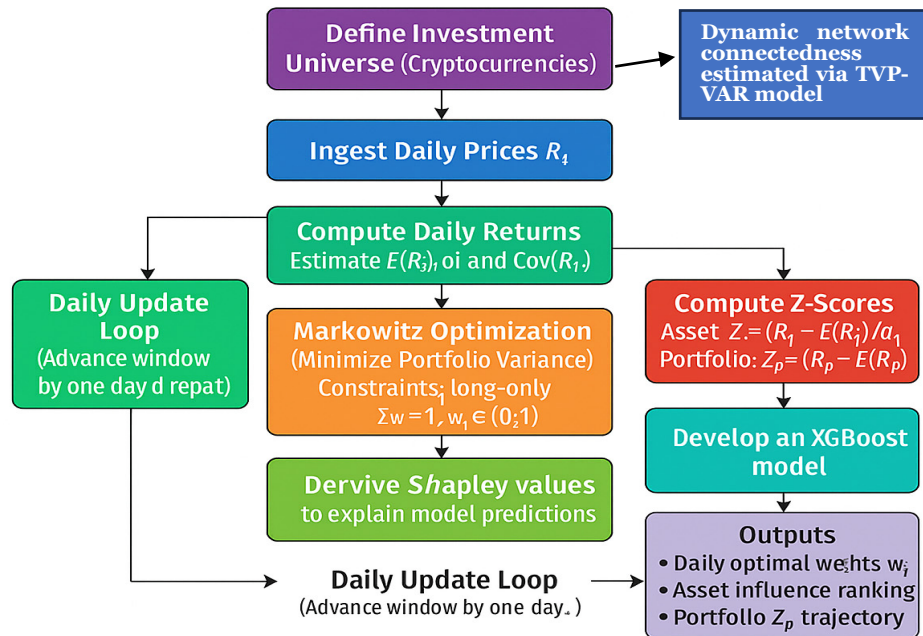 Define Investment
Universe (Cryptocurrencies)
Dynamic network
connectedness
estimated via TVP-
VAR model
Ingest Daily Prices
Compute Daily Returns
Estimate E(R₃)₁ oi and Cov(R₁.)
Daily Update
Loop
(Advance window
by one day d repat)
Markowitz Optimization
(Minimize Portfolio Variance)
Constraints; long-only
Σw = 1, w₁ ∈ (0;1)
Compute Z-Scores
Asset Z.=(R₁ – E(R₁)/a₁
Portfolio: Zₚ=(Rₚ – E(Rₚ)
Develop an XGBoost
model
Dervive Shapley values
to explain model predictions
Daily Update Loop
(Advance window by one day.)
Outputs
• Daily optimal
• Asset influence ranking
• Portfollo Zₚ trajectory